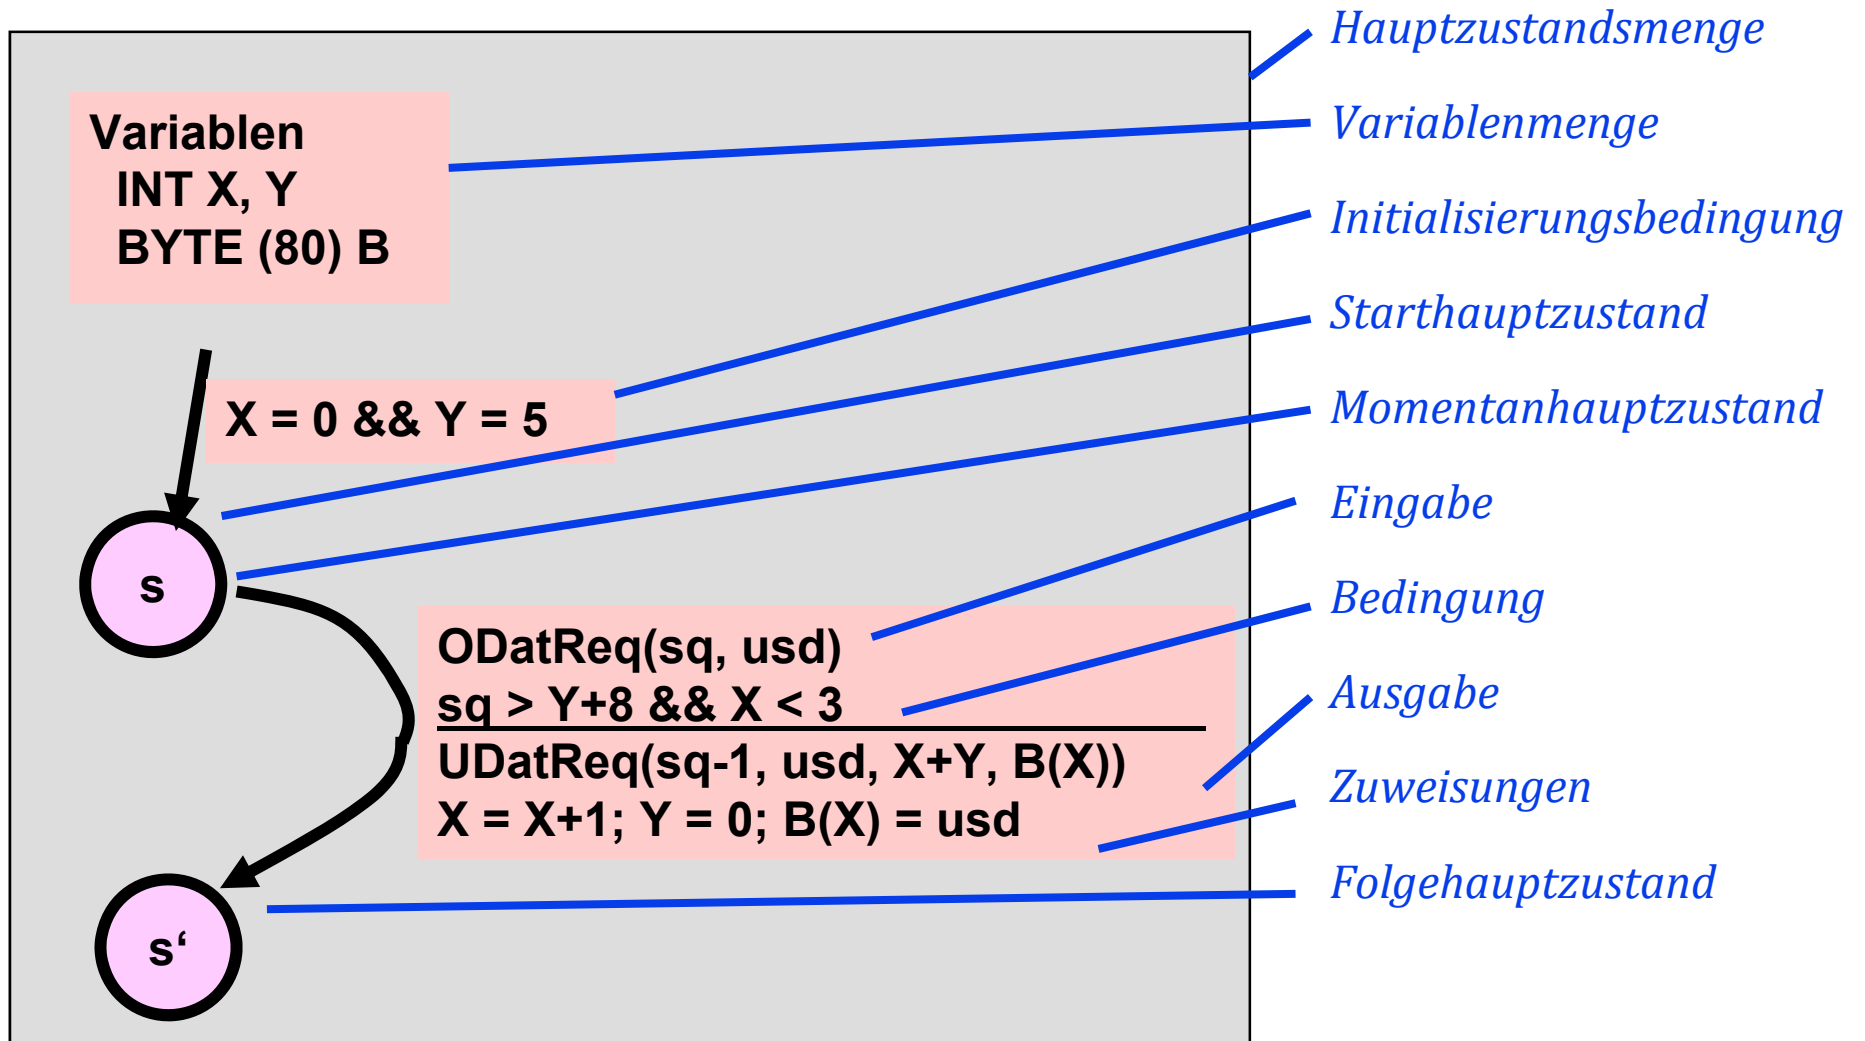 Variablen
INT X, Y
BYTE (80) B
X = 0 && Y = 5
s
ODatReq(sq, usd)
sq > Y+8 && X < 3
UDatReq(sq-1, usd, X+Y, B(X))
X = X+1; Y = 0; B(X) = usd
s‘
Hauptzustandsmenge
Variablenmenge
Initialisierungsbedingung
Starthauptzustand
Momentanhauptzustand
Eingabe
Bedingung
Ausgabe
Zuweisungen
Folgehauptzustand